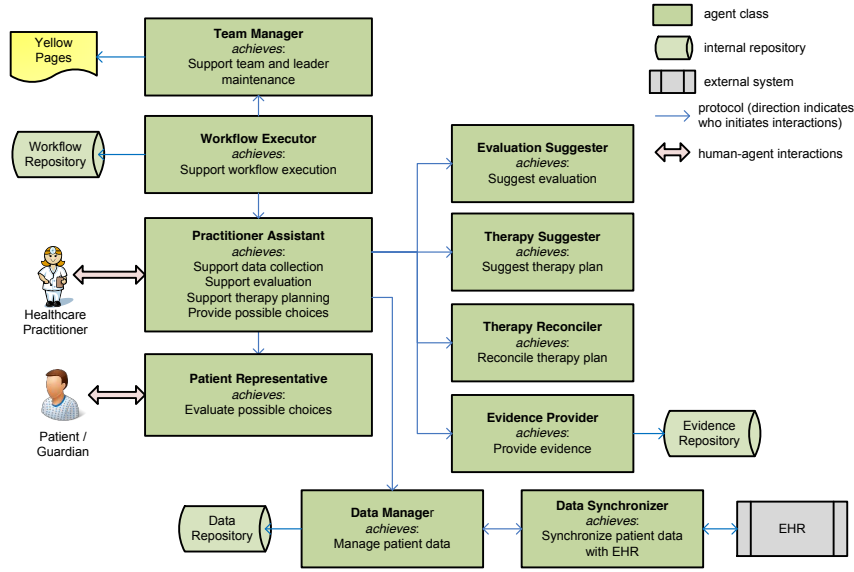 Yellow
Pages
Team Manager
achieves:
Support team and leader
maintenance
Workflow
Repository
Workflow Executor
achieves:
Support workflow execution
Healthcare
Practitioner
Practitioner Assistant
achieves:
Support data collection
Support evaluation
Support therapy planning
Provide possible choices
Patient /
Guardian
Patient Representative
achieves:
Evaluate possible choices
Evaluation Suggester
achieves:
Suggest evaluation
Therapy Suggester
achieves:
Suggest therapy plan
Therapy Reconciler
achieves:
Reconcile therapy plan
Evidence Provider
achieves:
Provide evidence
Evidence
Repository
Data
Repository
Data Manager
achieves:
Manage patient data
Data Synchronizer
achieves:
Synchronize patient data
with EHR
EHR
agent class
internal repository
external system
protocol (direction indicates
who initiates interactions)
human-agent interactions